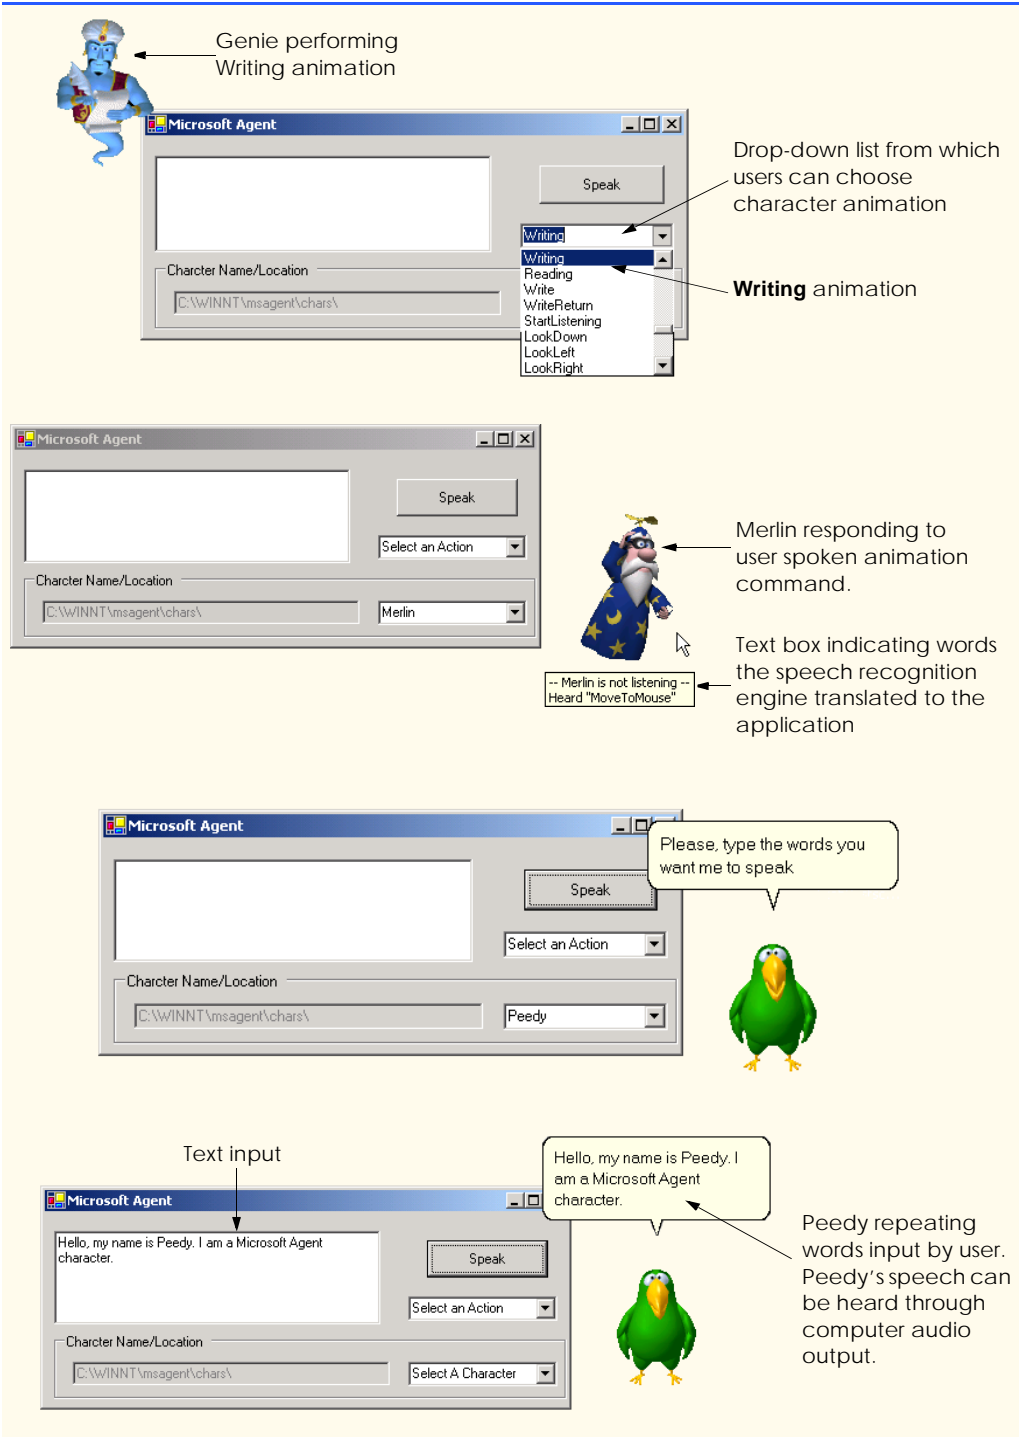 Genie performing
Writing animation
Microsoft Agent
Drop-down list from which
users can choose
character animation
Speak
Writing
Writing
Reading
Write
WriteReturn
StartListening
LookDown
LookLeft
LookRight
Charcter Name/Location
C:\WINNT\msagent\chars\
Writing animation
Microsoft Agent
Speak
Select an Action
Charcter Name/Location
C:\WINNT\msagent\chars\
Merlin
Merlin responding to
user spoken animation
command.
-- Merlin is not listening --
Heard "MoveToMouse"
Text box indicating words
the speech recognition
engine translated to the
application
Microsoft Agent
Please, type the words you
want me to speak
Speak
Select an Action
Charcter Name/Location
C:\WINNT\msagent\chars\
Peedy
Text input
Microsoft Agent
Hello, my name is Peedy. I
am a Microsoft Agent
character.
Hello, my name is Peedy. I am a Microsoft Agent
character.
Speak
Select an Action
Charcter Name/Location
C:\WINNT\msagent\chars\
Select A Character
Peedy repeating
words input by user.
Peedy’s speech can
be heard through
computer audio
output.